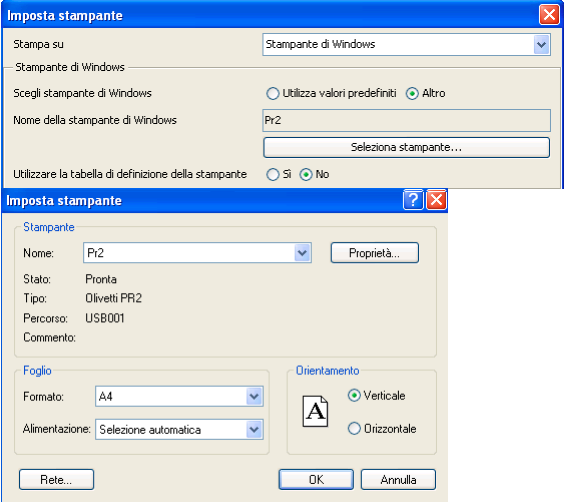 Imposta stampante
Stampa su Stampante di Windows
Stampante di Windows
Scegli stampante di Windows Utilizza valori predefiniti Altro
Nome della stampante di Windows Pr2
Seleziona stampante...
Utilizzare la tabella di definizione della stampante Sì No
Imposta stampante
Stampante
Nome: Pr2 Proprietà...
Stato: Pronta
Tipo: Olivetti PR2
Percorso: USB001
Commento:
Foglio Orientamento
Formato: A4 Verticale
A
Alimentazione: Selezione automatica Orizzontale
Rete... OK Annulla